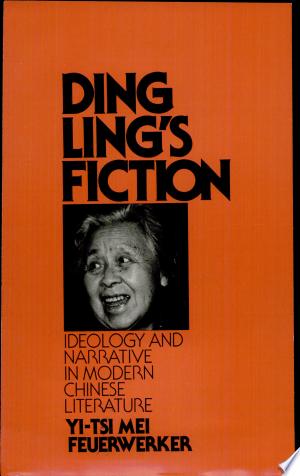 DING
LING'S
FICTION
IDEOLOGY AND
NARRATIVE
IN MODERN
CHINESE
LITERATURE
YI-TSI MEI
FEUERWERKER